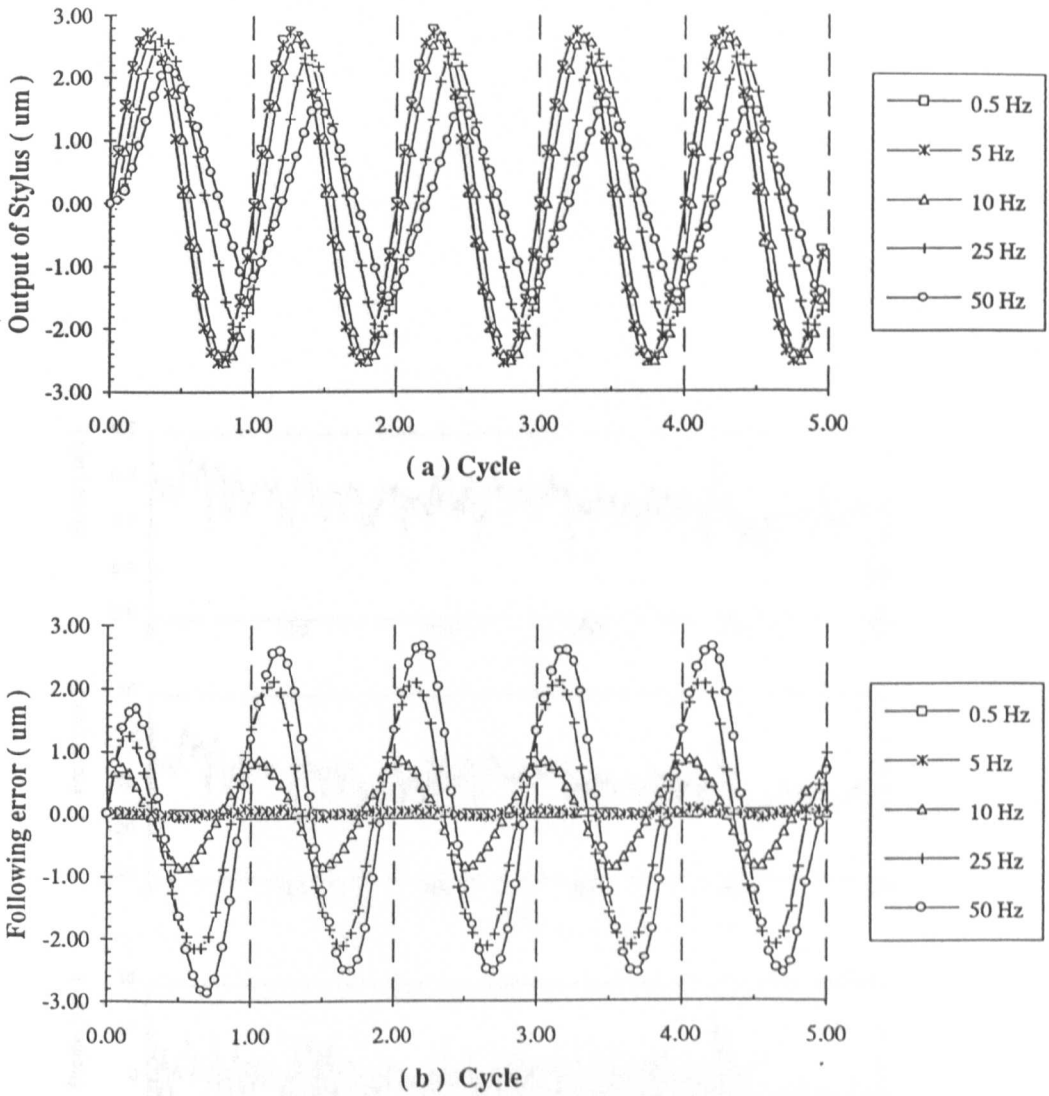 3.00
2.00
1.00
0.00
-1.00
-2.00
-3.00
Output of Stylus ( um )
0.00 1.00 2.00 3.00 4.00 5.00
( a ) Cycle
0.5 Hz
5 Hz
10 Hz
25 Hz
50 Hz
3.00
2.00
1.00
0.00
-1.00
-2.00
-3.00
Following error ( um )
0.00 1.00 2.00 3.00 4.00 5.00
( b ) Cycle
0.5 Hz
5 Hz
10 Hz
25 Hz
50 Hz